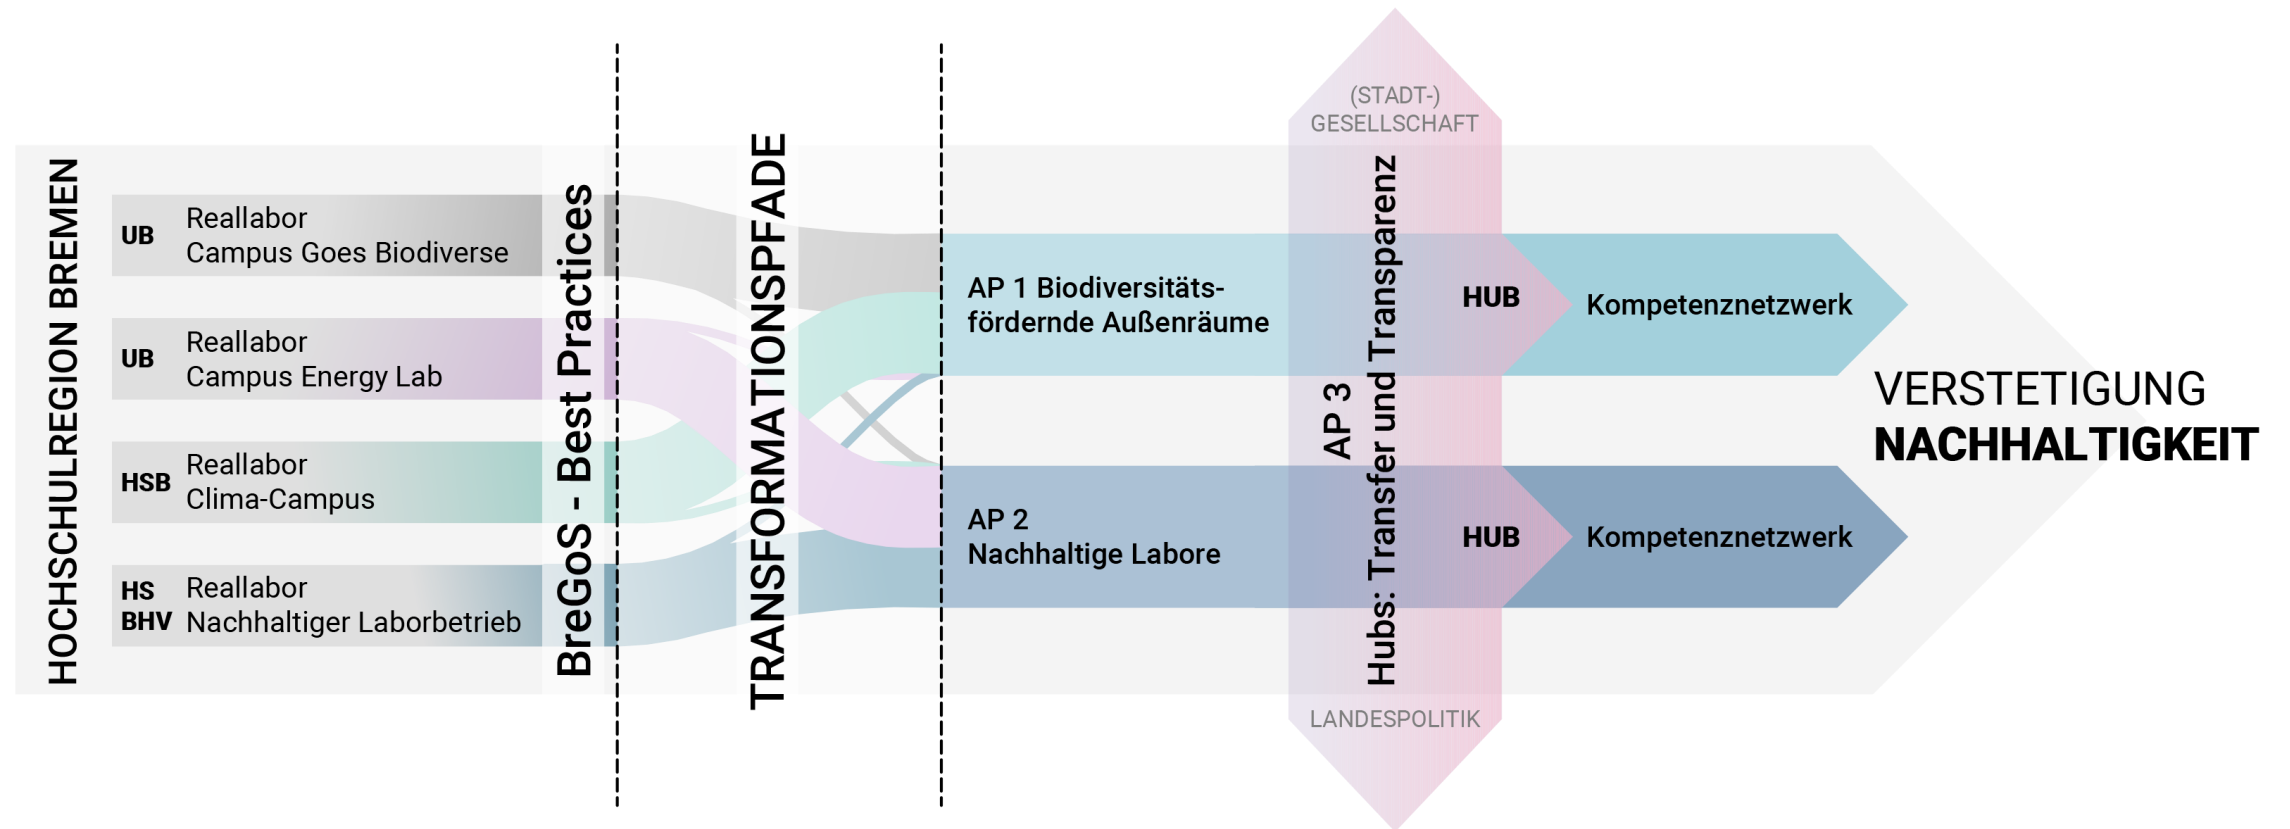 HOCHSCHULREGION BREMEN
UB
Reallabor
Campus Goes Biodiverse
UB
Reallabor
Campus Energy Lab
HSB
Reallabor
Clima-Campus
HS
BHV
Reallabor
Nachhaltiger Laborbetrieb
BreGoS - Best Practices
TRANSFORMATIONSPFADE
AP 1 Biodiversitäts-
fördernde Außenräume
AP 2
Nachhaltige Labore
(STADT-)
GESELLSCHAFT
AP 3
Hubs: Transfer und Transparenz
LANDESPOLITIK
HUB
Kompetenznetzwerk
HUB
Kompetenznetzwerk
VERSTETIGUNG
NACHHALTIGKEIT